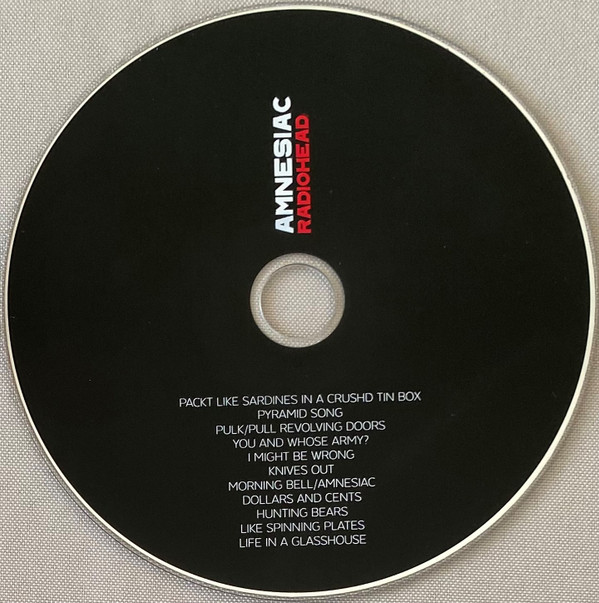 AMNESIAC
RADIOHEAD
PACKT LIKE SARDINES IN A CRUSHD TIN BOX
PYRAMID SONG
PULK/PULL REVOLVING DOORS
YOU AND WHOSE ARMY?
I MIGHT BE WRONG
KNIVES OUT
MORNING BELL/AMNESIAC
DOLLARS AND CENTS
HUNTING BEARS
LIKE SPINNING PLATES
LIFE IN A GLASSHOUSE